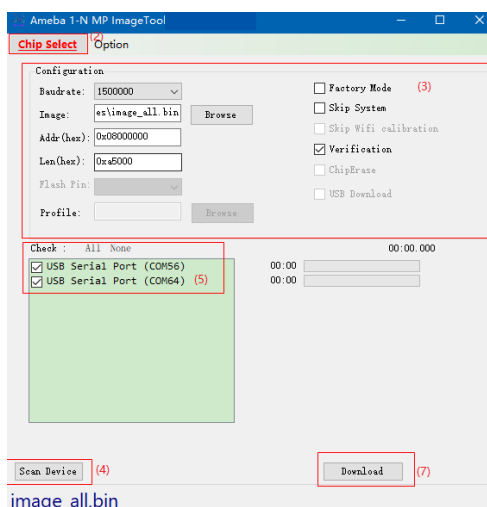 Ameba 1-N MP ImageTool
Chip Select (2) Option
Configuration
Baudrate: 1500000
Factory Mode (3)
Image: es\image_all.bin Browse
Skip System
Addr(hex): 0x08000000
Skip Wifi calibration
Len(hex): 0xa5000
Verification
Flash Pin:
ChipErase
USB Download
Profile: Browse
Check : All None 00:00.000
USB Serial Port (COM56) 00:00
USB Serial Port (COM64) (5) 00:00
Scan Device (4) Download (7)
image_all.bin